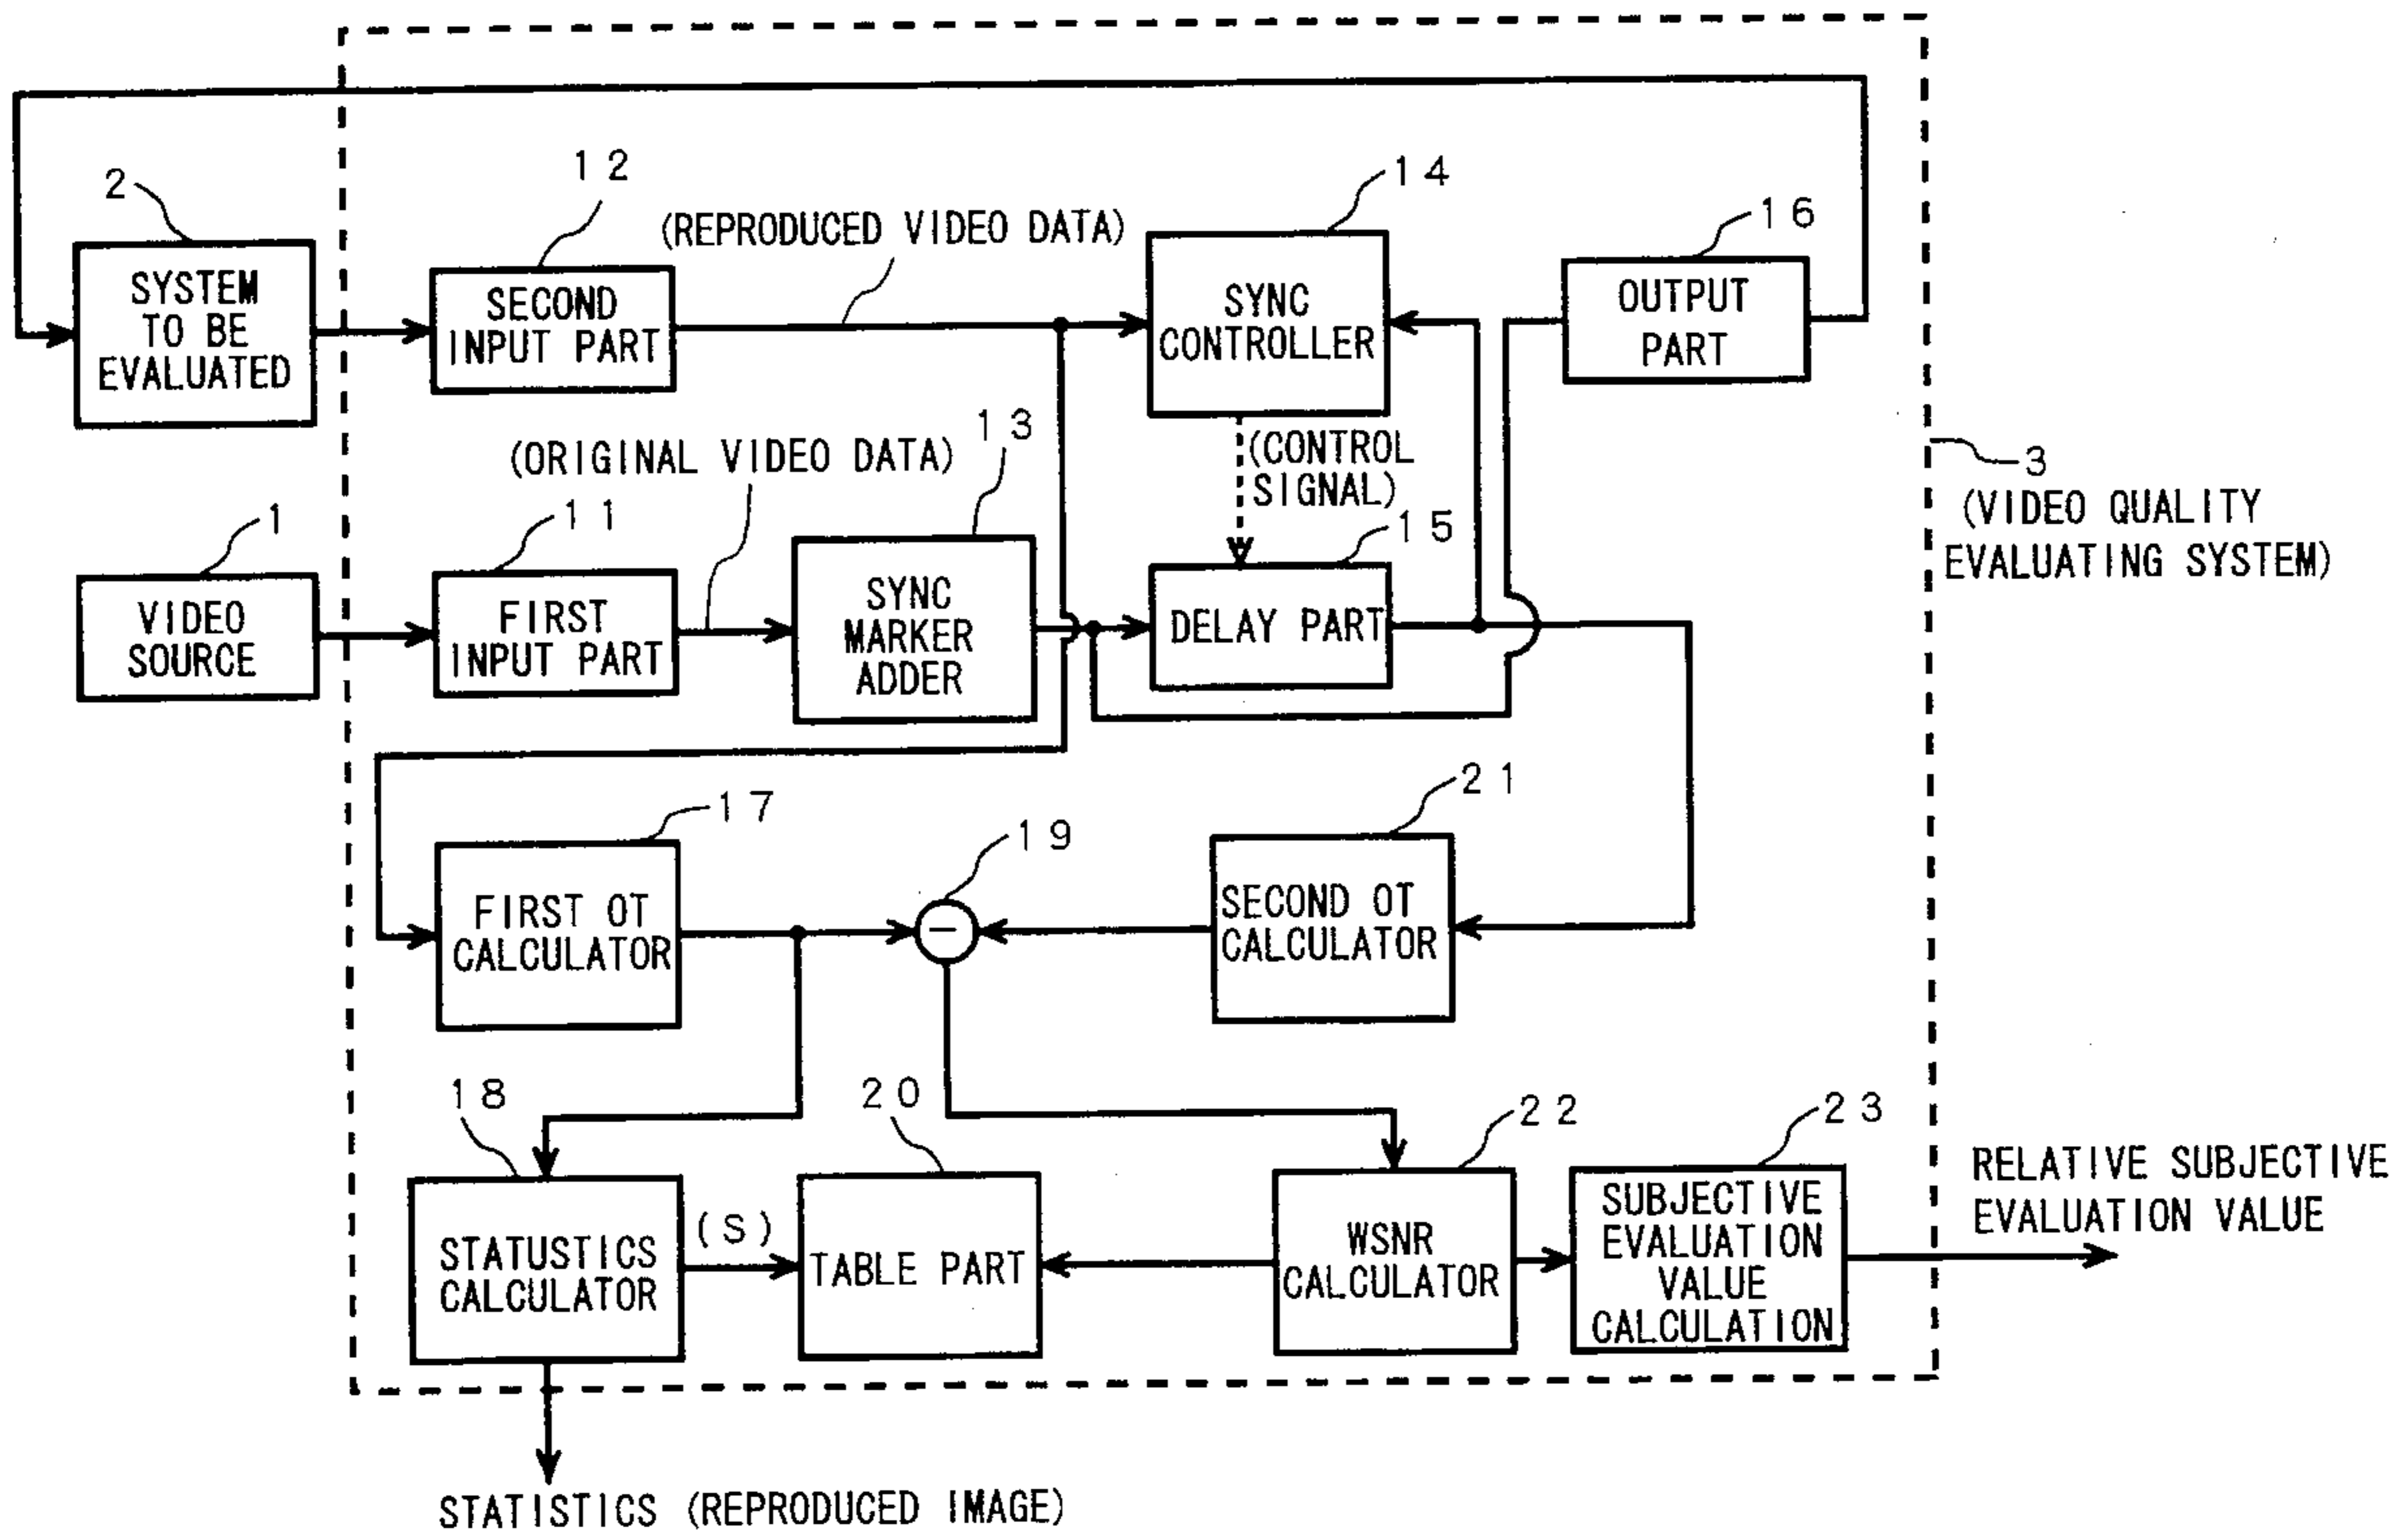 2
12
(REPRODUCED VIDEO DATA)
14
16
SYSTEM
TO BE
EVALUATED
SECOND
INPUT PART
SYNC
CONTROLLER
OUTPUT
PART
(ORIGINAL VIDEO DATA)
13
(CONTROL
SIGNAL)
3
(VIDEO QUALITY
EVALUATING SYSTEM)
1
11
15
VIDEO
SOURCE
FIRST
INPUT PART
SYNC
MARKER
ADDER
DELAY PART
17
19
21
FIRST OT
CALCULATOR
−
SECOND OT
CALCULATOR
18
20
22
23
STATUSTICS
CALCULATOR
(S)
TABLE PART
WSNR
CALCULATOR
SUBJECTIVE
EVALUATION
VALUE
CALCULATION
RELATIVE SUBJECTIVE
EVALUATION VALUE
STATISTICS (REPRODUCED IMAGE)